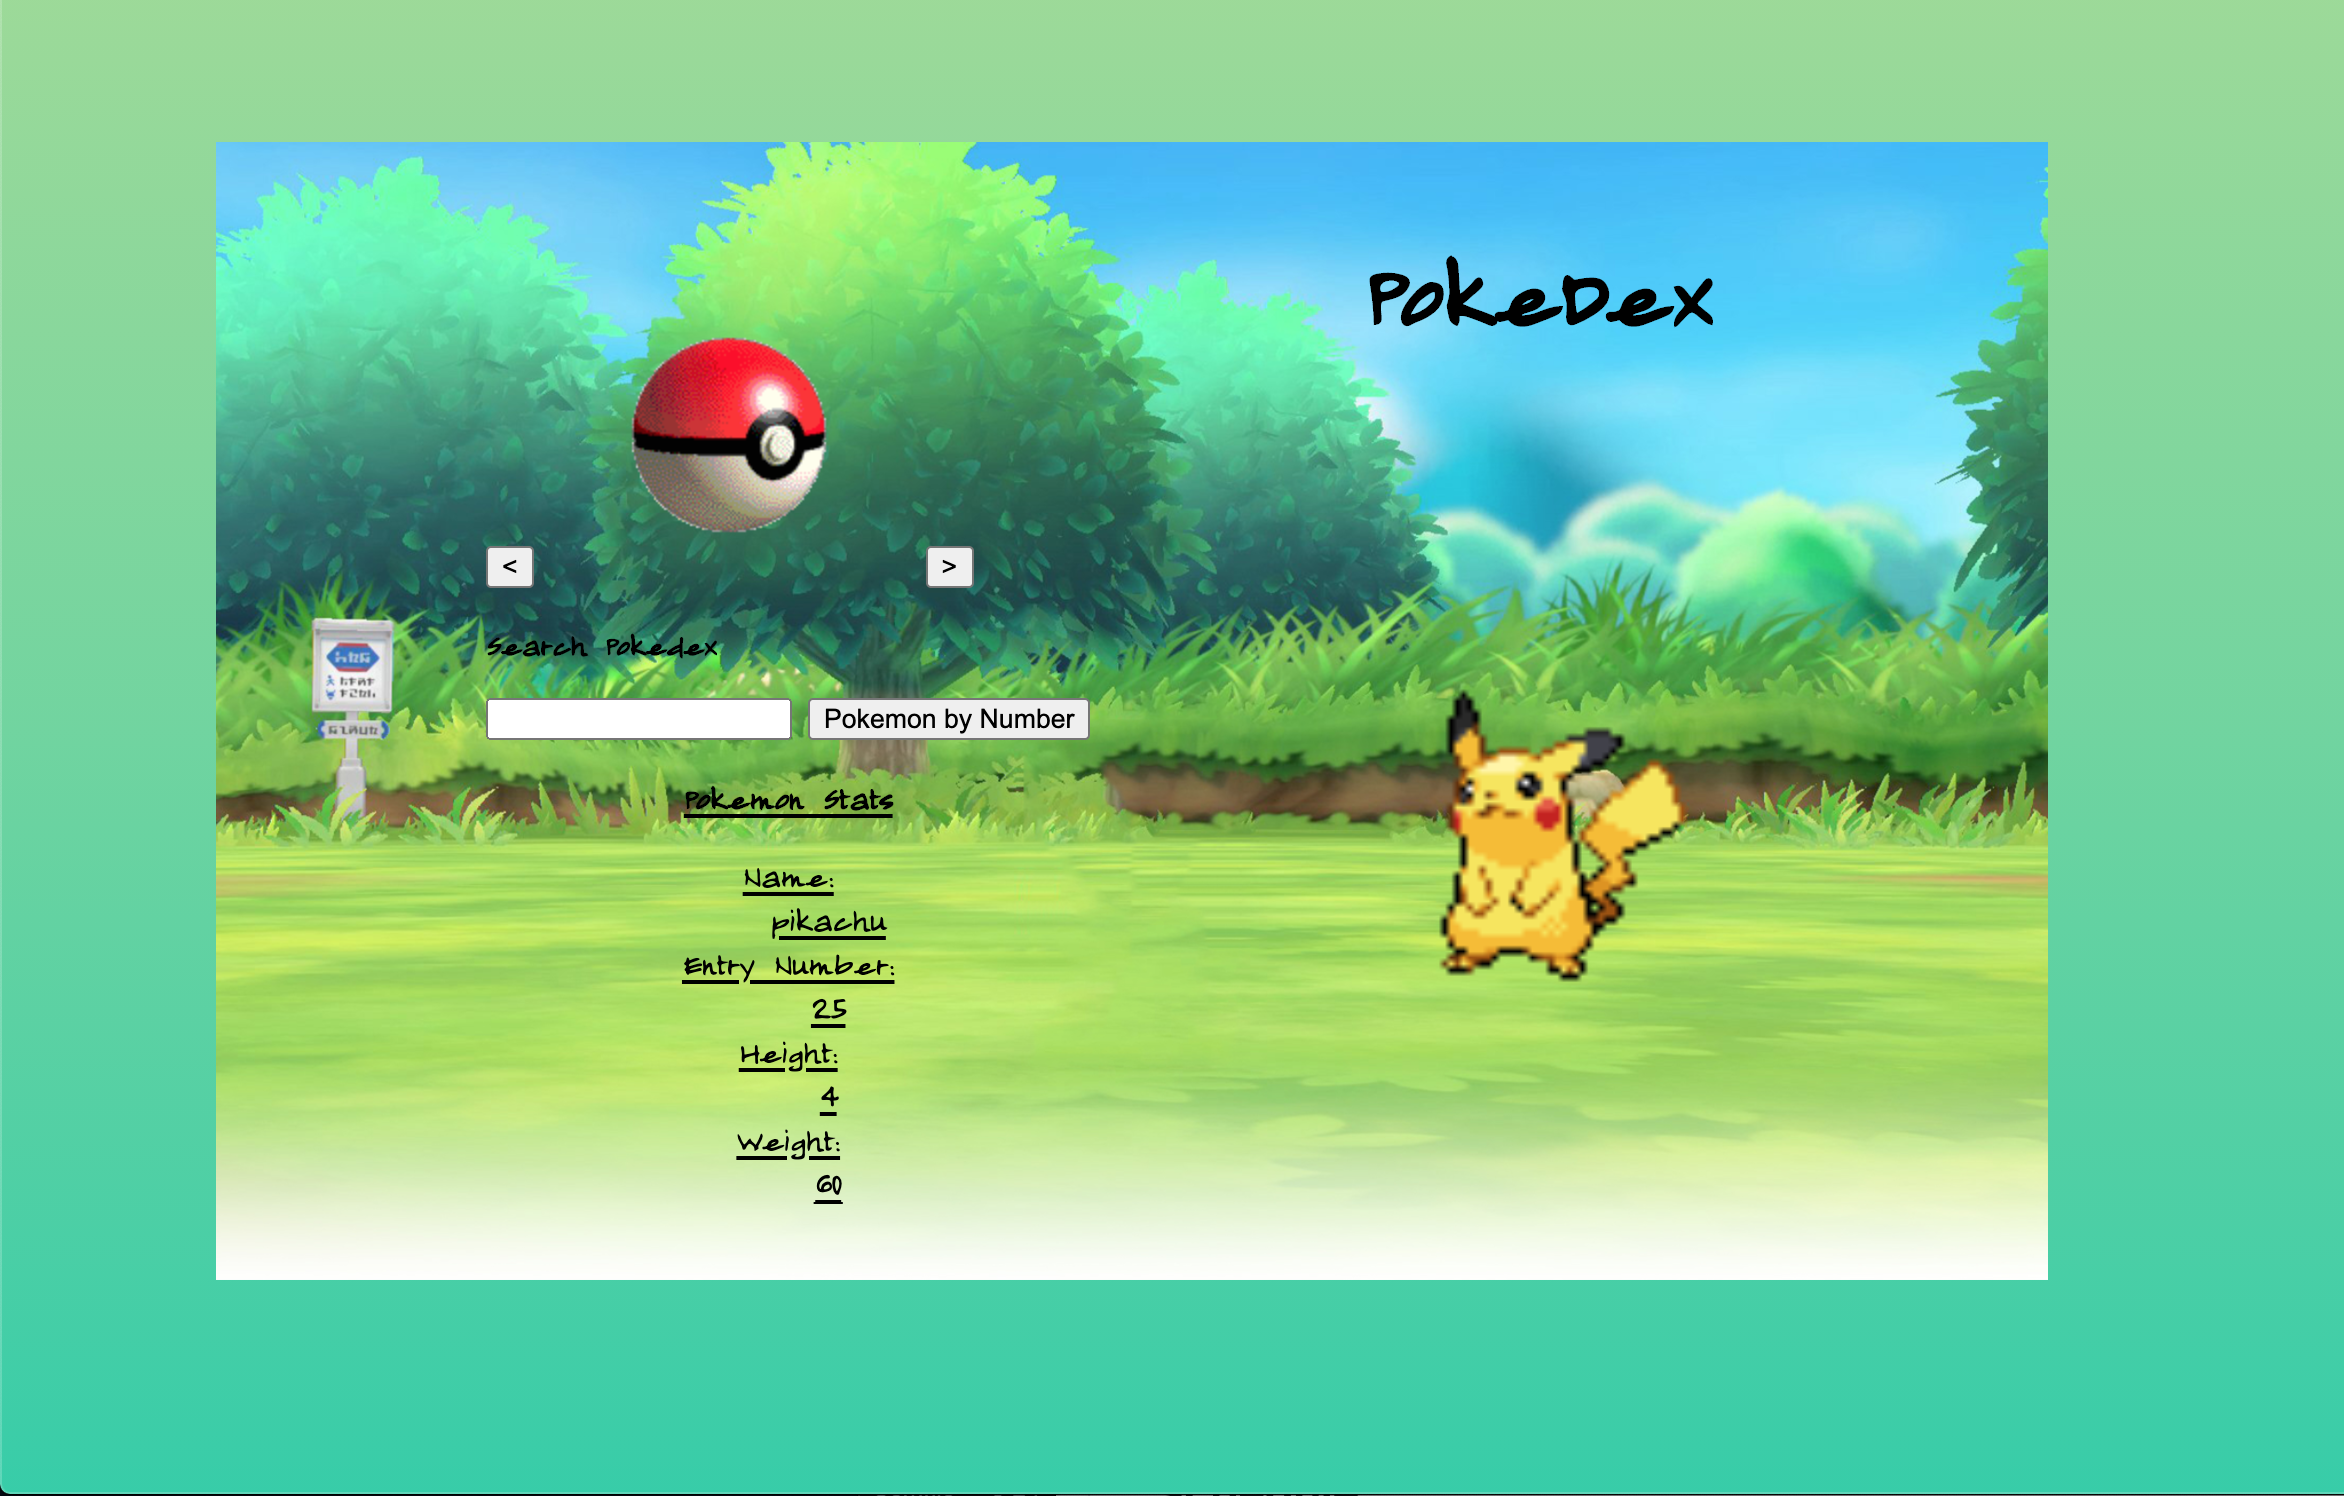 PokeDex
<
>
Search Pokedex
Pokemon by Number
Pokemon Stats
Name:
pikachu
Entry Number:
25
Height:
4
Weight:
60